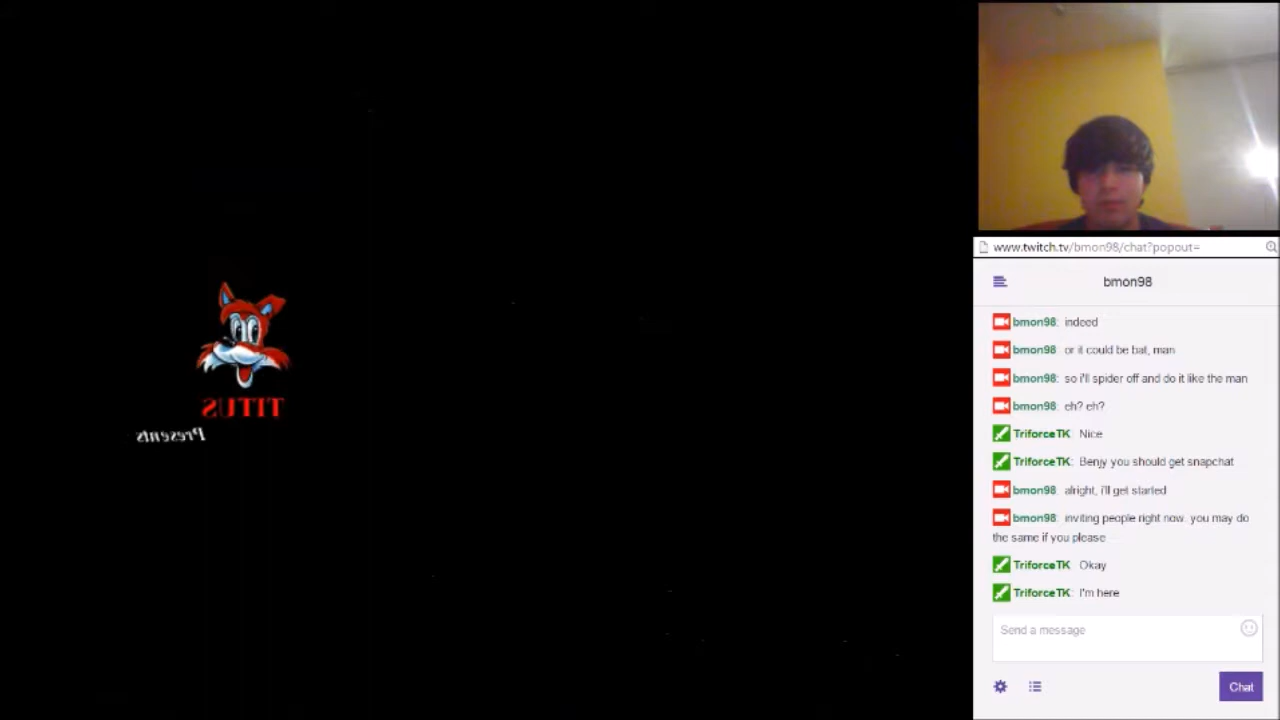 TITUS
Presents
www.twitch.tv/bmon98/chat?popout=
bmon98
bmon98: indeed
bmon98: or it could be bat, man
bmon98: so i'll spider off and do it like the man
bmon98: eh? eh?
TriforceTK: Nice
TriforceTK: Benjy you should get snapchat
bmon98: alright, i'll get started
bmon98: inviting people right now. you may do
the same if you please
TriforceTK: Okay
TriforceTK: I'm here
Send a message
Chat